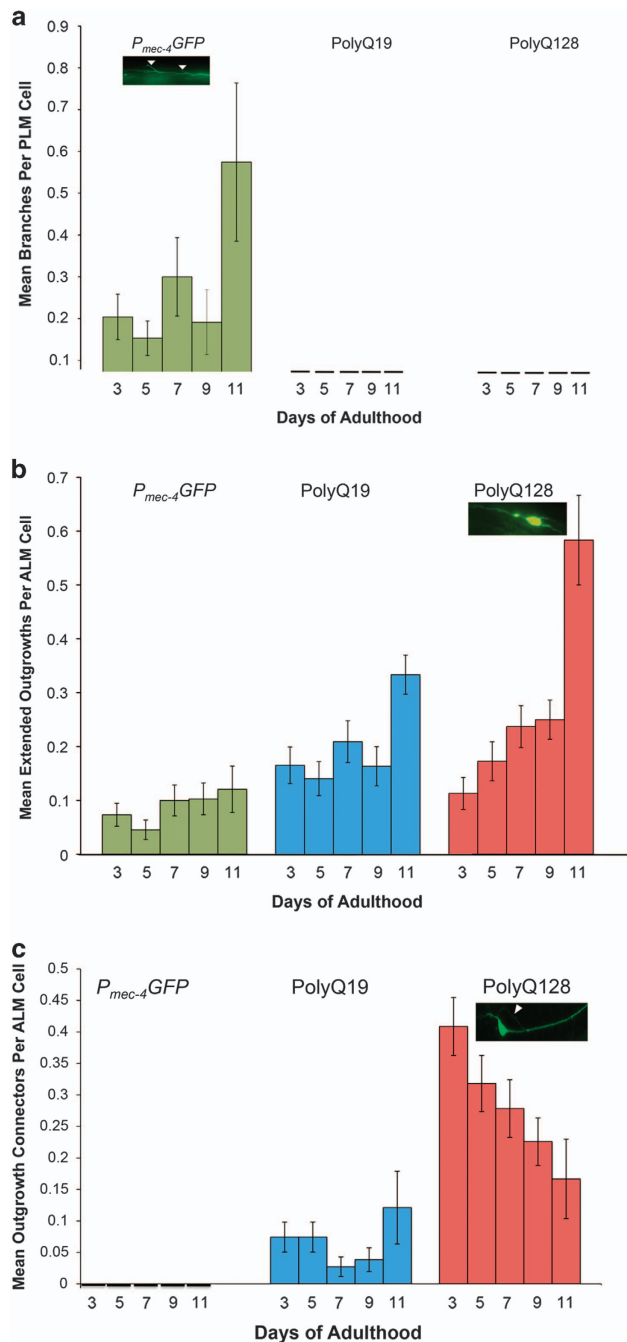 a
P_mec-4GFP PolyQ19 PolyQ128
Mean Branches Per PLM Cell
0.9
0.8
0.7
0.6
0.5
0.4
0.3
0.2
0.1
3 5 7 9 11 3 5 7 9 11 3 5 7 9 11
Days of Adulthood
b
P_mec-4GFP PolyQ19 PolyQ128
Mean Extended Outgrowths Per ALM Cell
0.7
0.6
0.5
0.4
0.3
0.2
0.1
0
3 5 7 9 11 3 5 7 9 11 3 5 7 9 11
Days of Adulthood
c
P_mec-4GFP PolyQ19 PolyQ128
Mean Outgrowth Connectors Per ALM Cell
0.5
0.45
0.4
0.35
0.3
0.25
0.2
0.15
0.1
0.05
0
3 5 7 9 11 3 5 7 9 11 3 5 7 9 11
Days of Adulthood